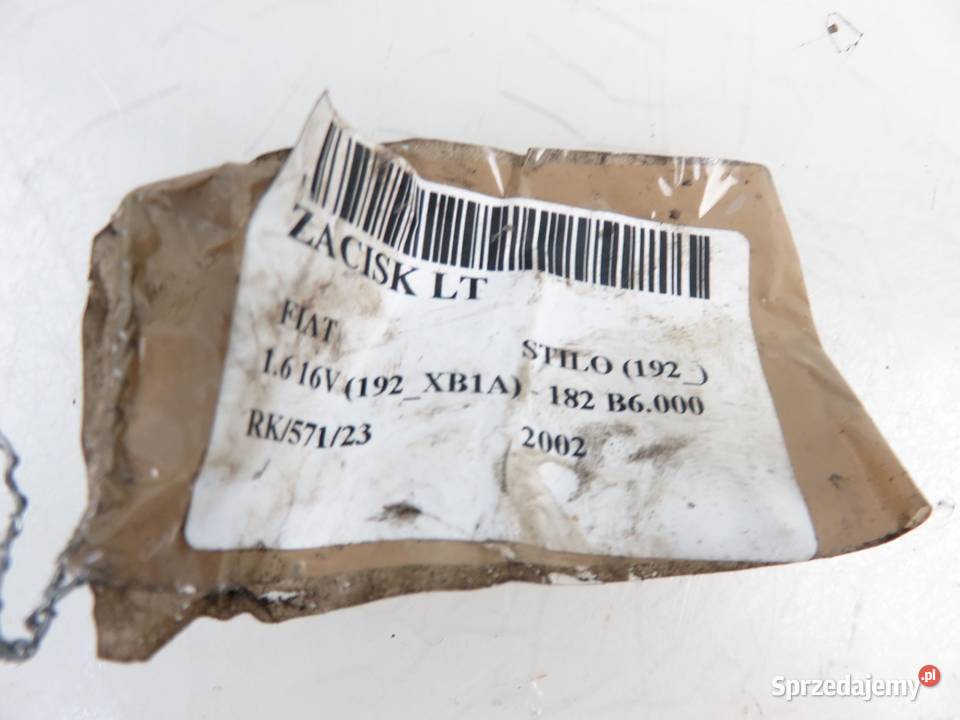 ZACISK LT
FIAT STILO (192_)
1.6 16V (192_XB1A) - 182 B6.000
RK/571/23 2002
Sprzedajemy.pl